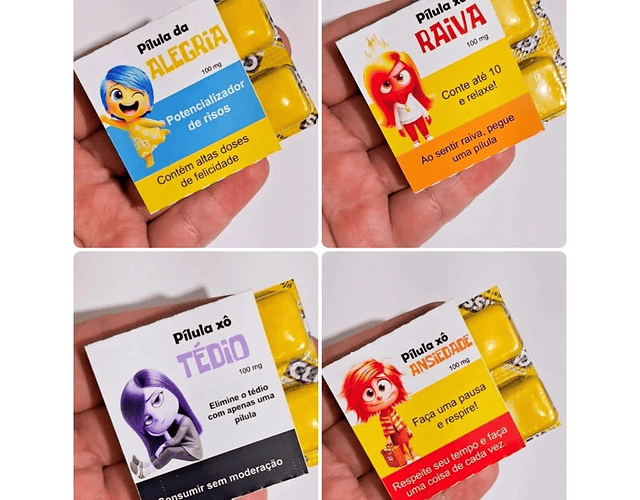 Pílula da
ALEGRIA
100 mg
Potencializador
de risos
Contém altas doses
de felicidade
Pílula xô
RAIVA
100 mg
Conte até 10
e relaxe!
Ao sentir raiva, pegue
uma pílula
Pílula xô
TÉDIO
100 mg
Elimine o tédio
com apenas uma
pílula
Consumir sem moderação
Pílula xô
ANSIEDADE
100 mg
Faça uma pausa
e respire!
Respeite seu tempo e faça
uma coisa de cada vez.